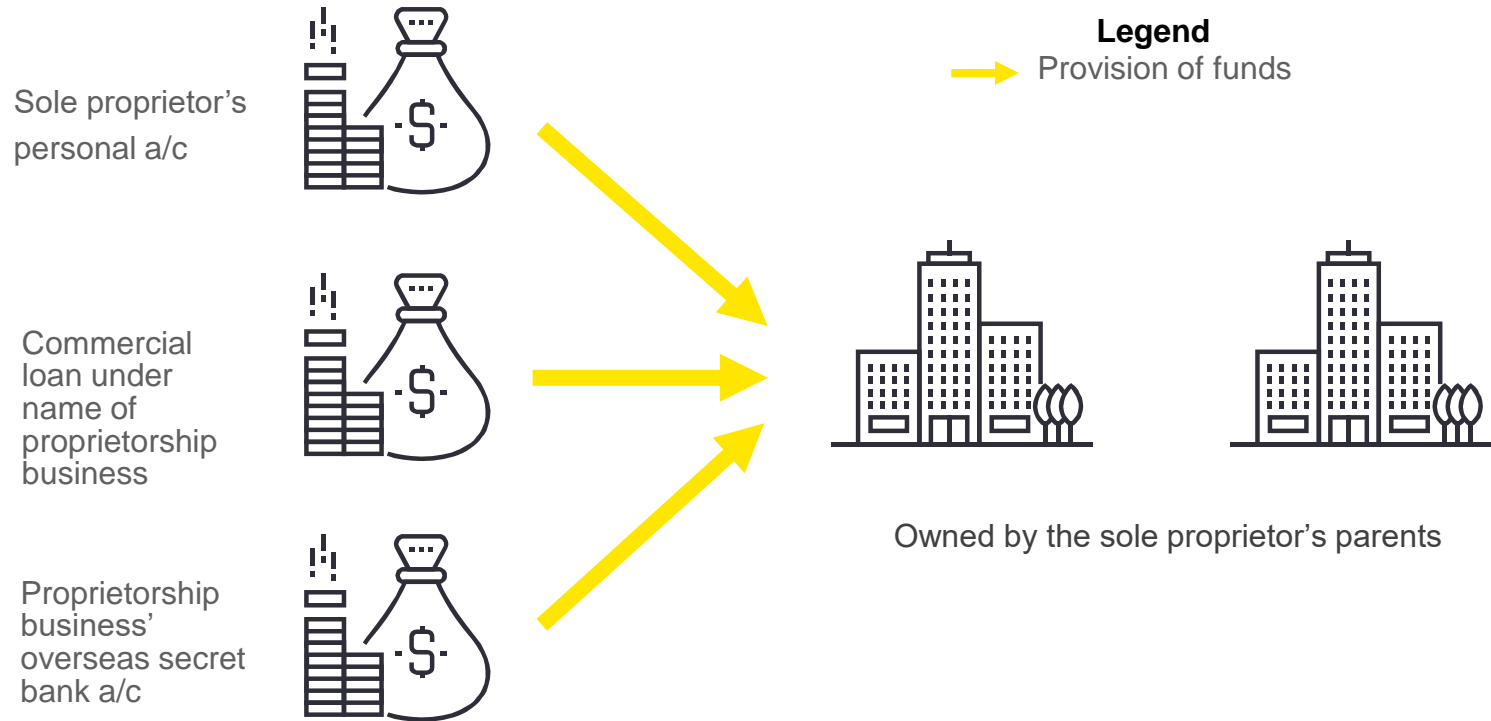 Legend
Provision of funds
Sole proprietor’s
personal a/c
Commercial
loan under
name of
proprietorship
business
Proprietorship
business’
overseas secret
bank a/c
Owned by the sole proprietor’s parents